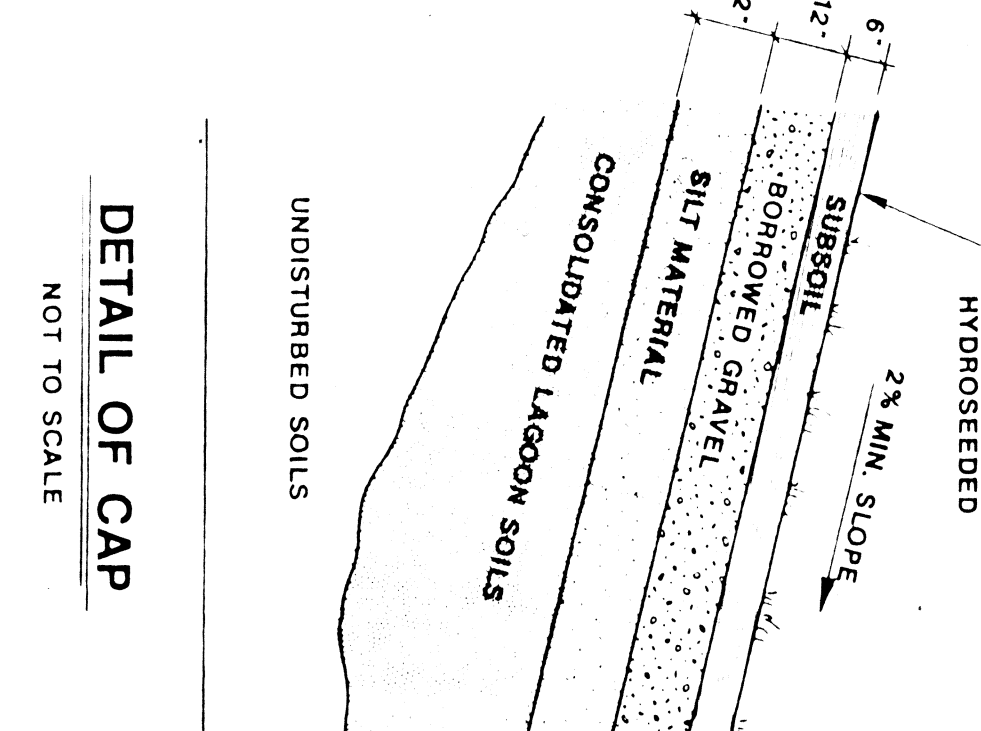 HYDROSEEDED
2% MIN. SLOPE
6"
12"
SUBSOIL
BORROWED GRAVEL
SILT MATERIAL
CONSOLIDATED LAGOON SOILS
UNDISTURBED SOILS
DETAIL OF CAP
NOT TO SCALE